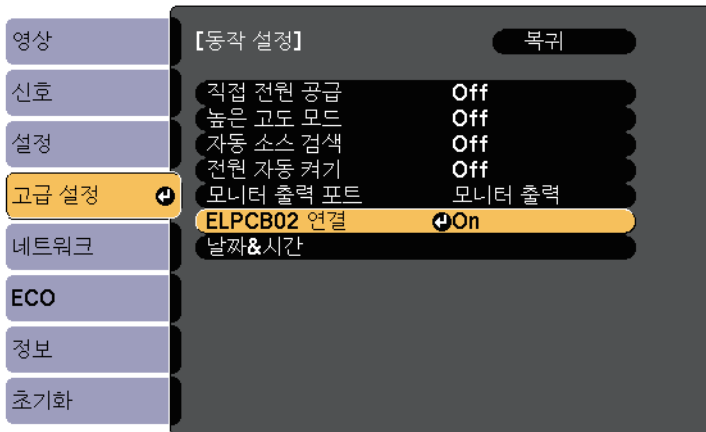 영상
신호
설정
고급 설정
네트워크
ECO
정보
초기화
[동작 설정] 복귀
직접 전원 공급 Off
높은 고도 모드 Off
자동 소스 검색 Off
전원 자동 켜기 Off
모니터 출력 포트 모니터 출력
ELPCB02 연결 On
날짜&시간